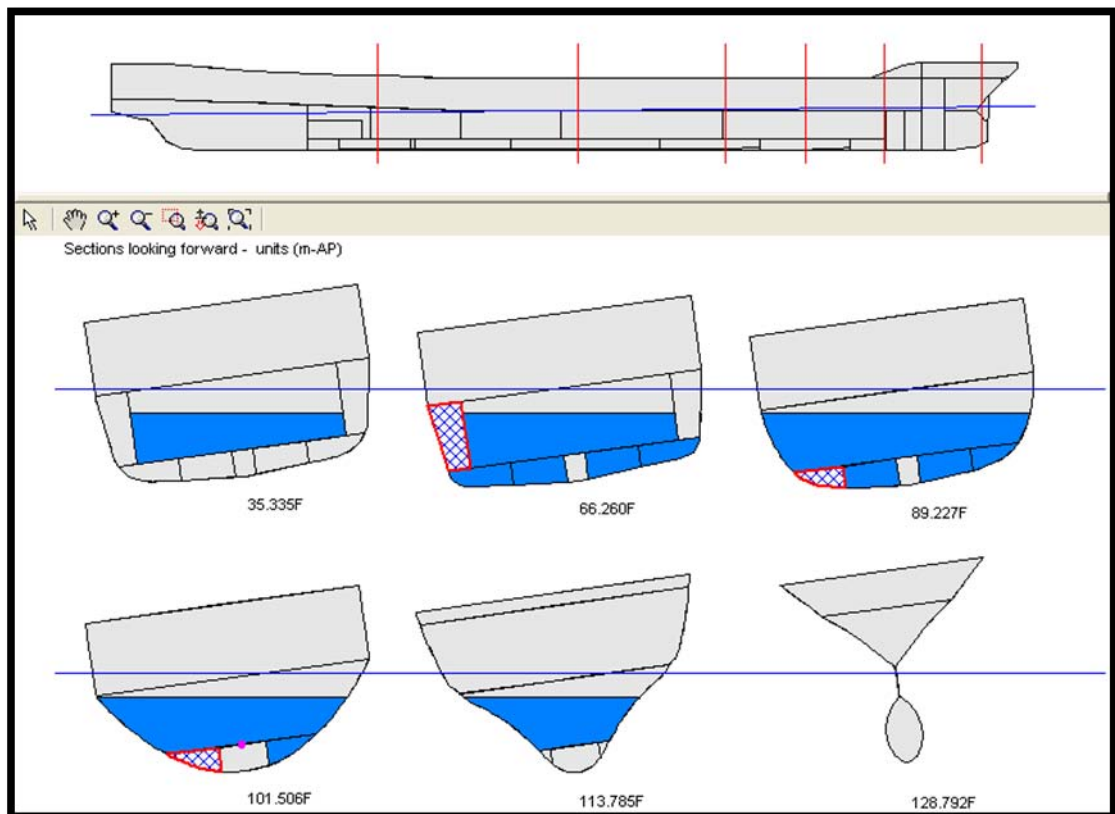 Sections looking forward - units (m-AP)
35.335F
66.260F
89.227F
101.506F
113.785F
128.792F